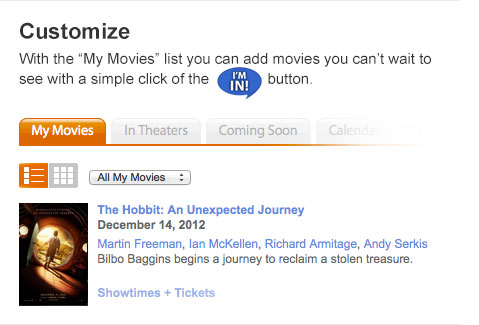 Customize
With the “My Movies” list you can add movies you can’t wait to
see with a simple click of the I'M IN! button.
My Movies In Theaters Coming Soon Calendar
All My Movies
The Hobbit: An Unexpected Journey
December 14, 2012
Martin Freeman, Ian McKellen, Richard Armitage, Andy Serkis
Bilbo Baggins begins a journey to reclaim a stolen treasure.
Showtimes + Tickets